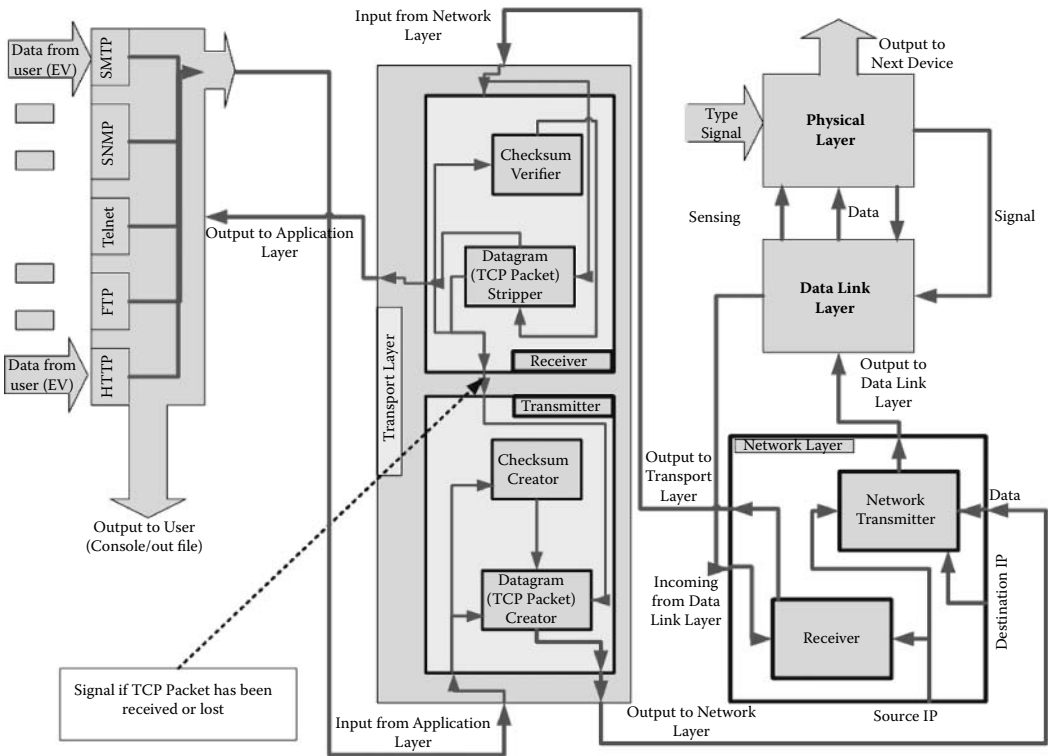 Input from Network
Layer
Data from
user (EV)
SMTP
SNMP
Telnet
FTP
HTTP
Data from
user (EV)
Output to User
(Console/out file)
Output to Application
Layer
Checksum
Verifier
Datagram
(TCP Packet)
Stripper
Receiver
Transport Layer
Transmitter
Checksum
Creator
Datagram
(TCP Packet)
Creator
Signal if TCP Packet has been
received or lost
Input from Application
Layer
Output to Network
Layer
Output to
Next Device
Type
Signal
Physical
Layer
Sensing
Data
Signal
Data Link
Layer
Output to
Data Link
Layer
Network Layer
Output to
Transport
Layer
Network
Transmitter
Data
Incoming
from Data
Link Layer
Receiver
Destination IP
Source IP